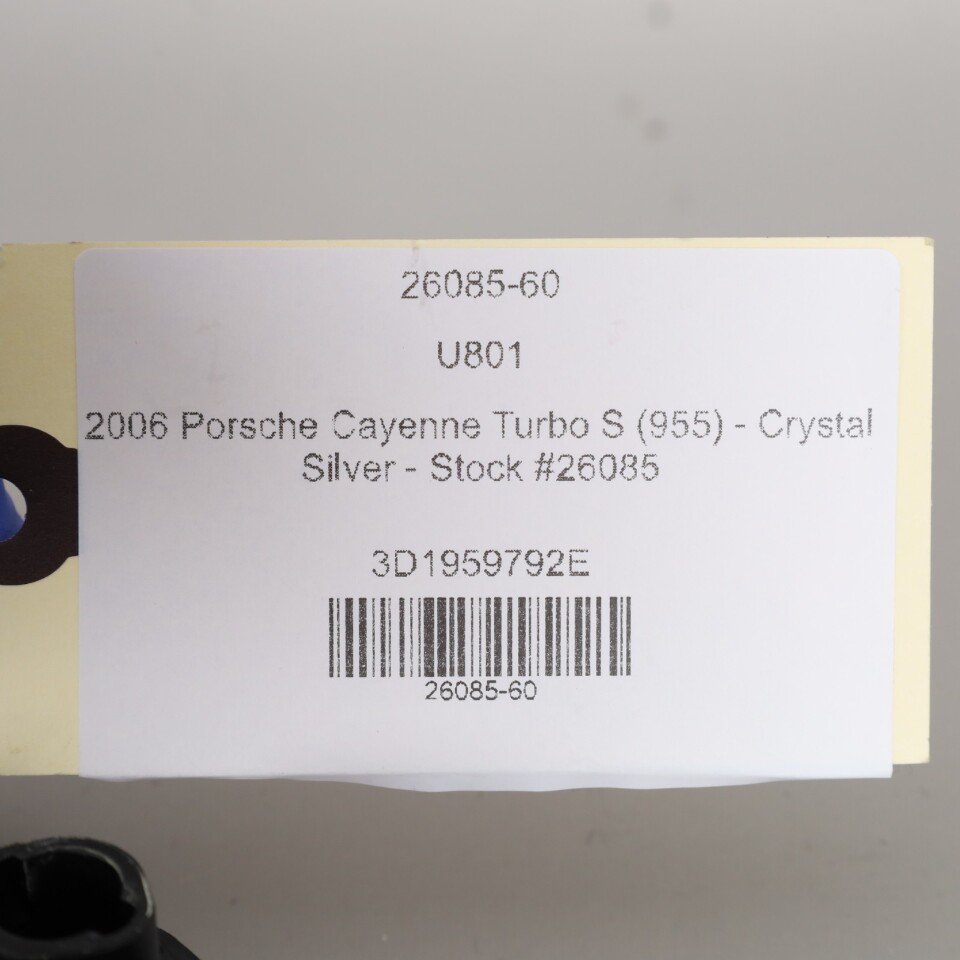 26085-60
U801
2006 Porsche Cayenne Turbo S (955) - Crystal
Silver - Stock #26085
3D1959792E
26085-60